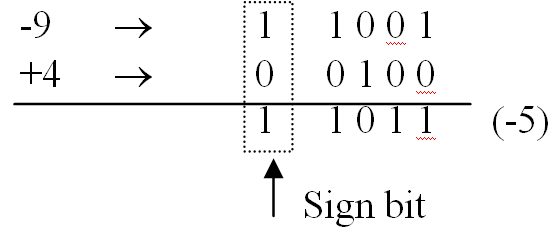 -9 → 1 1 0 0 1
+4 → 0 0 1 0 0
1 1 0 1 1 (-5)
Sign bit